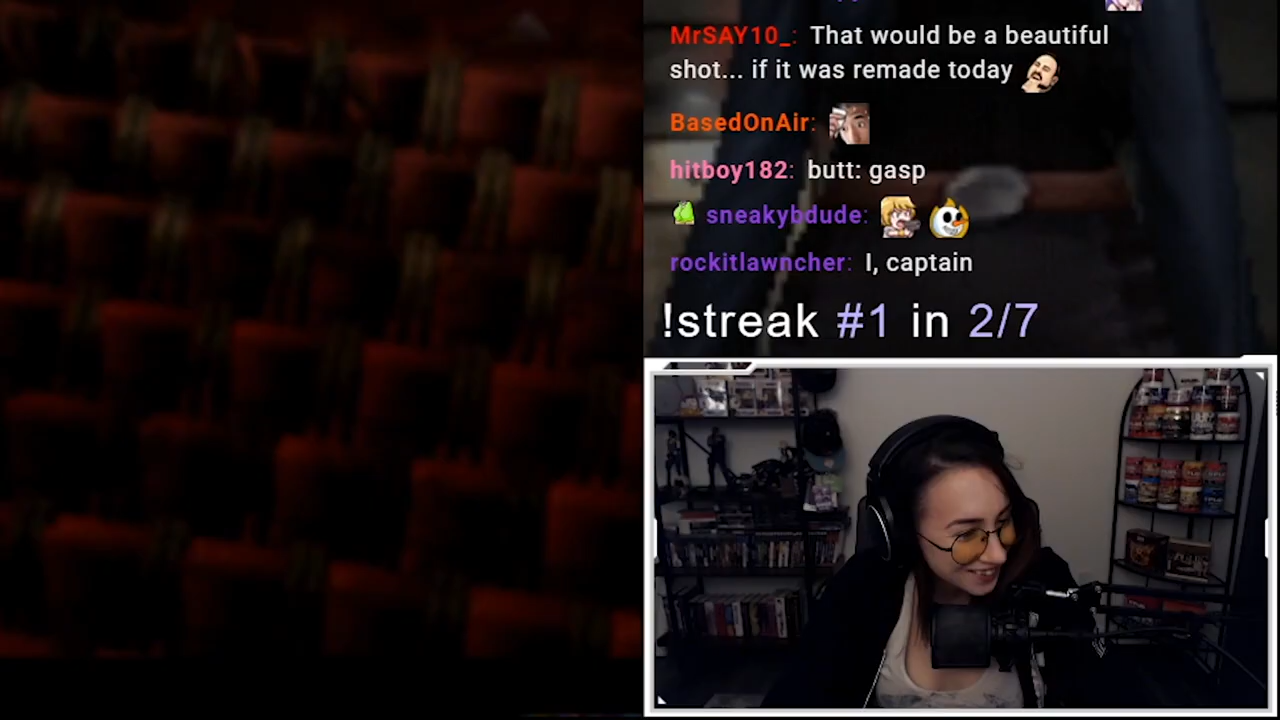 MrSAY10_: That would be a beautiful
shot... if it was remade today
BasedOnAir:
hitboy182: butt: gasp
sneakybdude:
rockitlawncher: I, captain
!streak #1 in 2/7